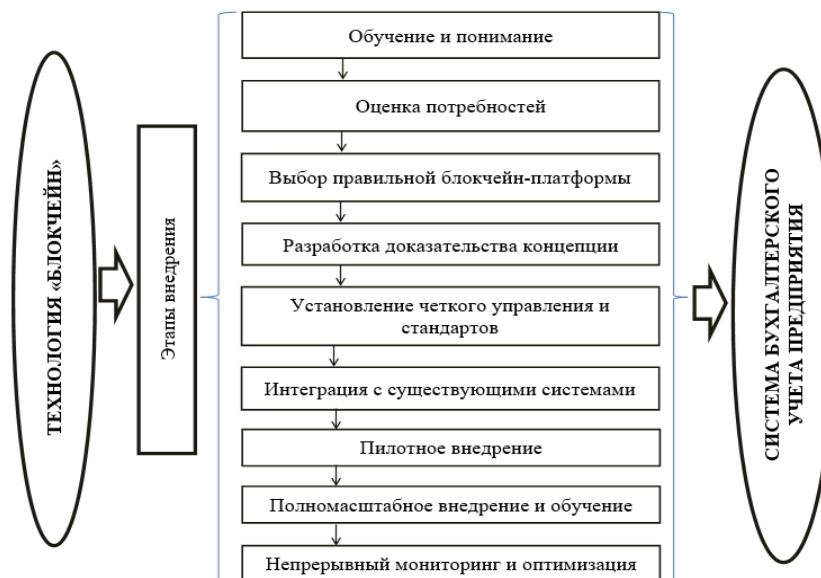 ТЕХНОЛОГИЯ «БЛОКЧЕЙН»
Этапы внедрения
Обучение и понимание
Оценка потребностей
Выбор правильной блокчейн-платформы
Разработка доказательства концепции
Установление четкого управления и
стандартов
Интеграция с существующими системами
Пилотное внедрение
Полномасштабное внедрение и обучение
Непрерывный мониторинг и оптимизация
СИСТЕМА БУХГАЛТЕРСКОГО
УЧЕТА ПРЕДПРИЯТИЯ